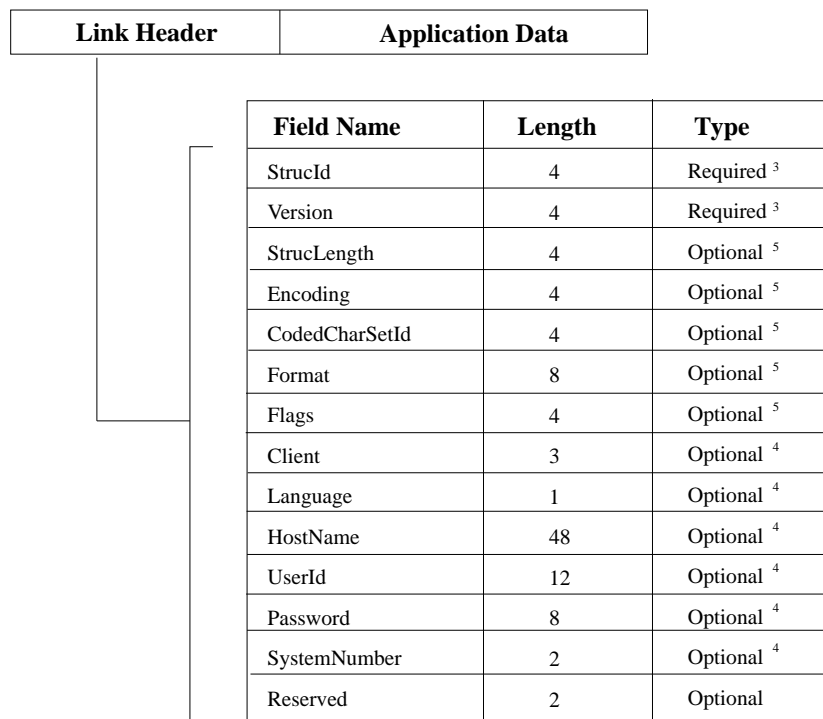 Link Header Application Data
Field Name Length Type
StrucId 4 Required 3
Version 4 Required 3
StrucLength 4 Optional 5
Encoding 4 Optional 5
CodedCharSetId 4 Optional 5
Format 8 Optional 5
Flags 4 Optional 5
Client 3 Optional 4
Language 1 Optional 4
HostName 48 Optional 4
UserId 12 Optional 4
Password 8 Optional 4
SystemNumber 2 Optional 4
Reserved 2 Optional